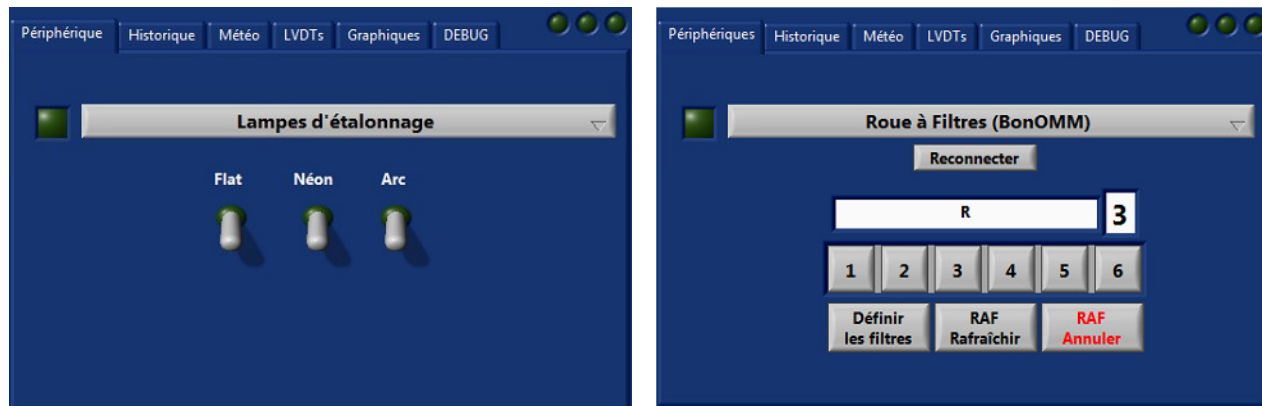 Périphérique Historique Météo LVDTs Graphiques DEBUG
Lampes d'étalonnage
Flat Néon Arc
Périphériques Historique Météo LVDTs Graphiques DEBUG
Roue à Filtres (BonOMM)
Reconnecter
R 3
1 2 3 4 5 6
Définir RAF RAF
les filtres Rafraîchir Annuler